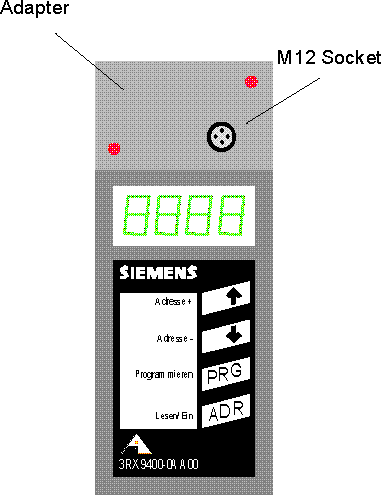 Adapter
M12 Socket
8888
SIEMENS
Adresse +
Adresse -
Programmieren
PRG
Lesen/Ein
ADR
3RX9400-0AA00